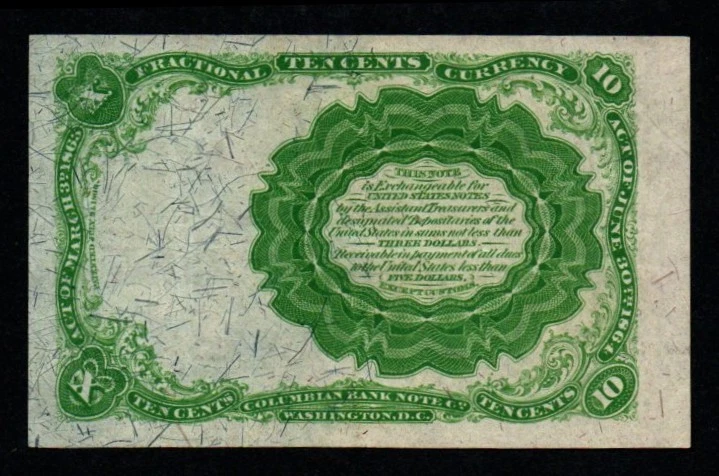 FRACTIONAL TEN CENTS CURRENCY
X
10
ACT OF MARCH 3RD 1863.
ACT OF JUNE 30TH 1864.
THIS NOTE
is Exchangeable for
UNITED STATES NOTES
by the Assistant Treasurers and
designated Depositaries of the
United States in sums not less than
THREE DOLLARS.
Receivable in payment of all dues
to the United States less than
FIVE DOLLARS,
EXCEPT CUSTOMS.
X
10
TEN CENTS
COLUMBIAN BANK NOTE Co.
WASHINGTON, D.C.
TEN CENTS